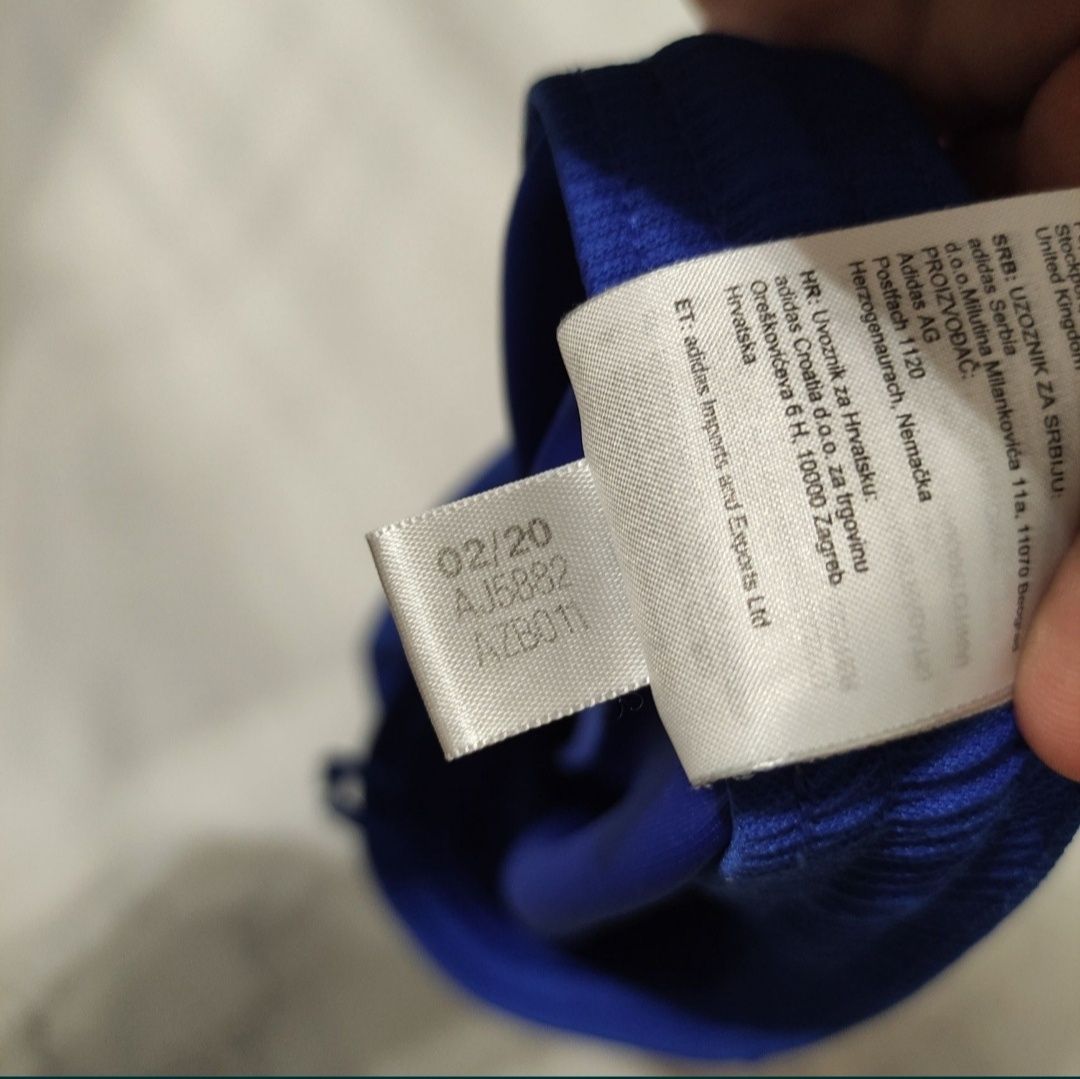 02/20
AJ5882
AZB011
Stockport
United Kingdom
SRB: UZOZNIK ZA SRBIJU:
adidas Serbia
d.o.o.Milutina Milankovića 11a, 11070 Beograd
PROIZVOĐAČ:
Adidas AG
Postfach 1120
Herzogenaurach, Nemačka
HR: Uvoznik za Hrvatsku:
adidas Croatia d.o.o. za trgovinu
Oreškovićeva 6 H, 10000 Zagreb
Hrvatska
ET: adidas Imports and Exports Ltd